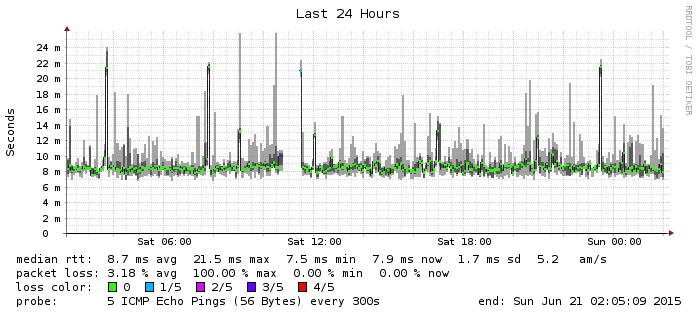 Last 24 Hours
RRDTOOL / TOBI OETIKER
Seconds
24 m
22 m
20 m
18 m
16 m
14 m
12 m
10 m
8 m
6 m
4 m
2 m
0
Sat 06:00 Sat 12:00 Sat 18:00 Sun 00:00
median rtt: 8.7 ms avg 21.5 ms max 7.5 ms min 7.9 ms now 1.7 ms sd 5.2 am/s
packet loss: 3.18 % avg 100.00 % max 0.00 % min 0.00 % now
loss color: 0 1/5 2/5 3/5 4/5
probe: 5 ICMP Echo Pings (56 Bytes) every 300s end: Sun Jun 21 02:05:09 2015